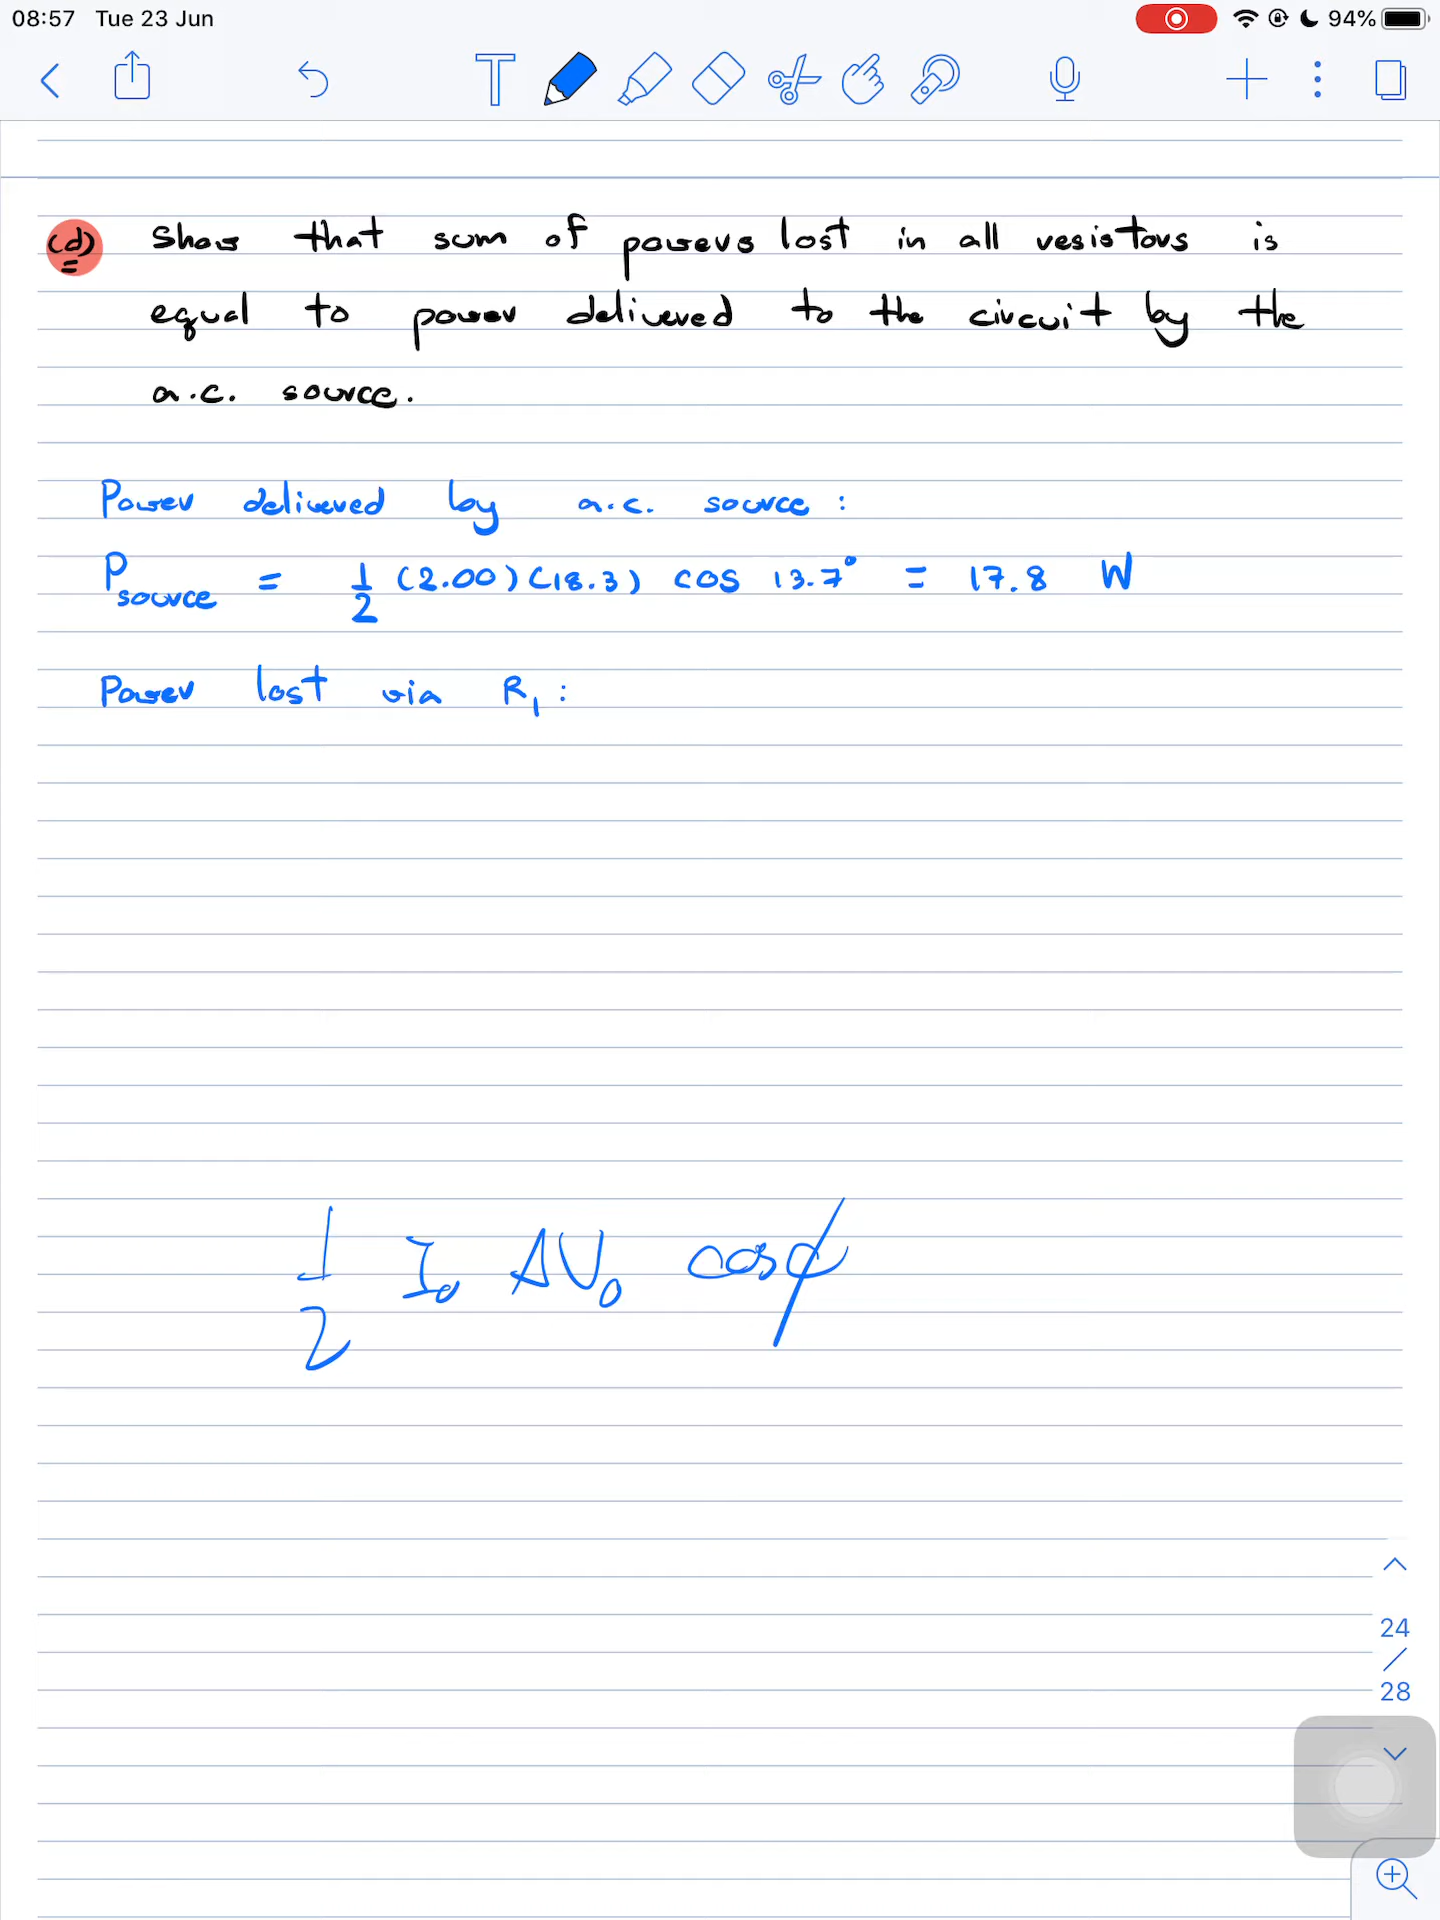 08:57 Tue 23 Jun 94%
(d) Show that sum of powers lost in all resistors is
equal to power delivered to the circuit by the
a.c. source.
Power delivered by a.c. source :
P source = 1/2 (2.00)(18.3) cos 13.7° = 17.8 W
Power lost via R₁ :
1/2 I₀ ΔV₀ cosϕ
24
/
28